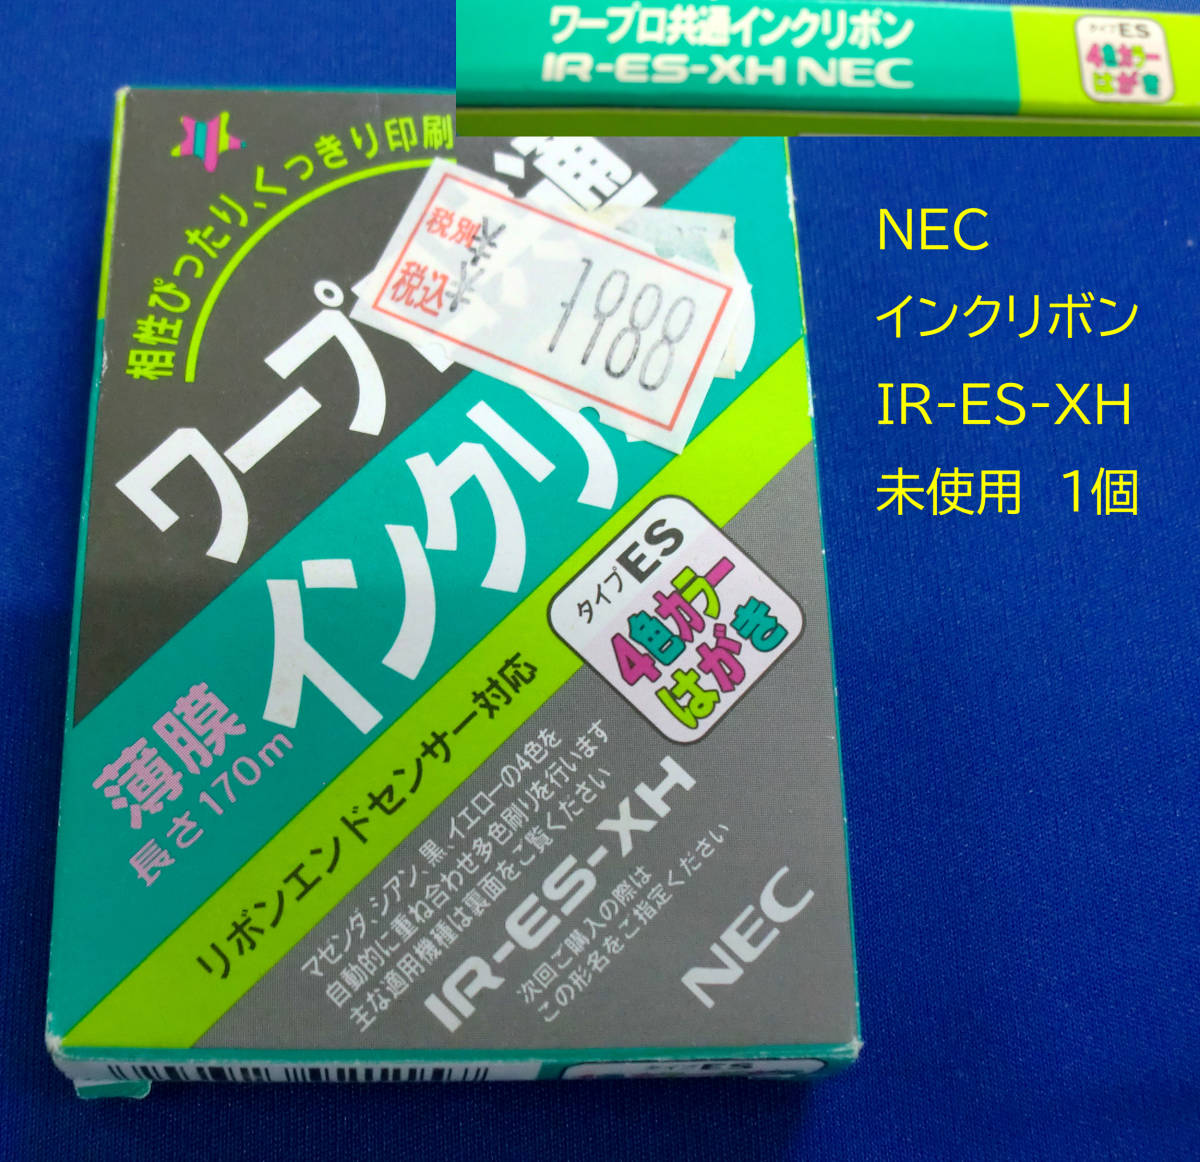 ワープロ共通インクリボン
IR-ES-XH NEC
タイプES
4色カラー
はがき
相性ぴったり、くっきり印刷
通
ワープ
インクリ
税別
税込
1988
NEC
インクリボン
IR-ES-XH
未使用 1個
タイプES
4色カラー
はがき
薄膜
長さ170m
リボンエンドセンサー対応
マゼンダ、シアン、黒、イエローの4色を
自動的に重ね合わせ多色刷りを行います
主な適用機種は裏面をご覧ください
IR-ES-XH
次回ご購入の際は
この形名をご指定ください
NEC
タイプES